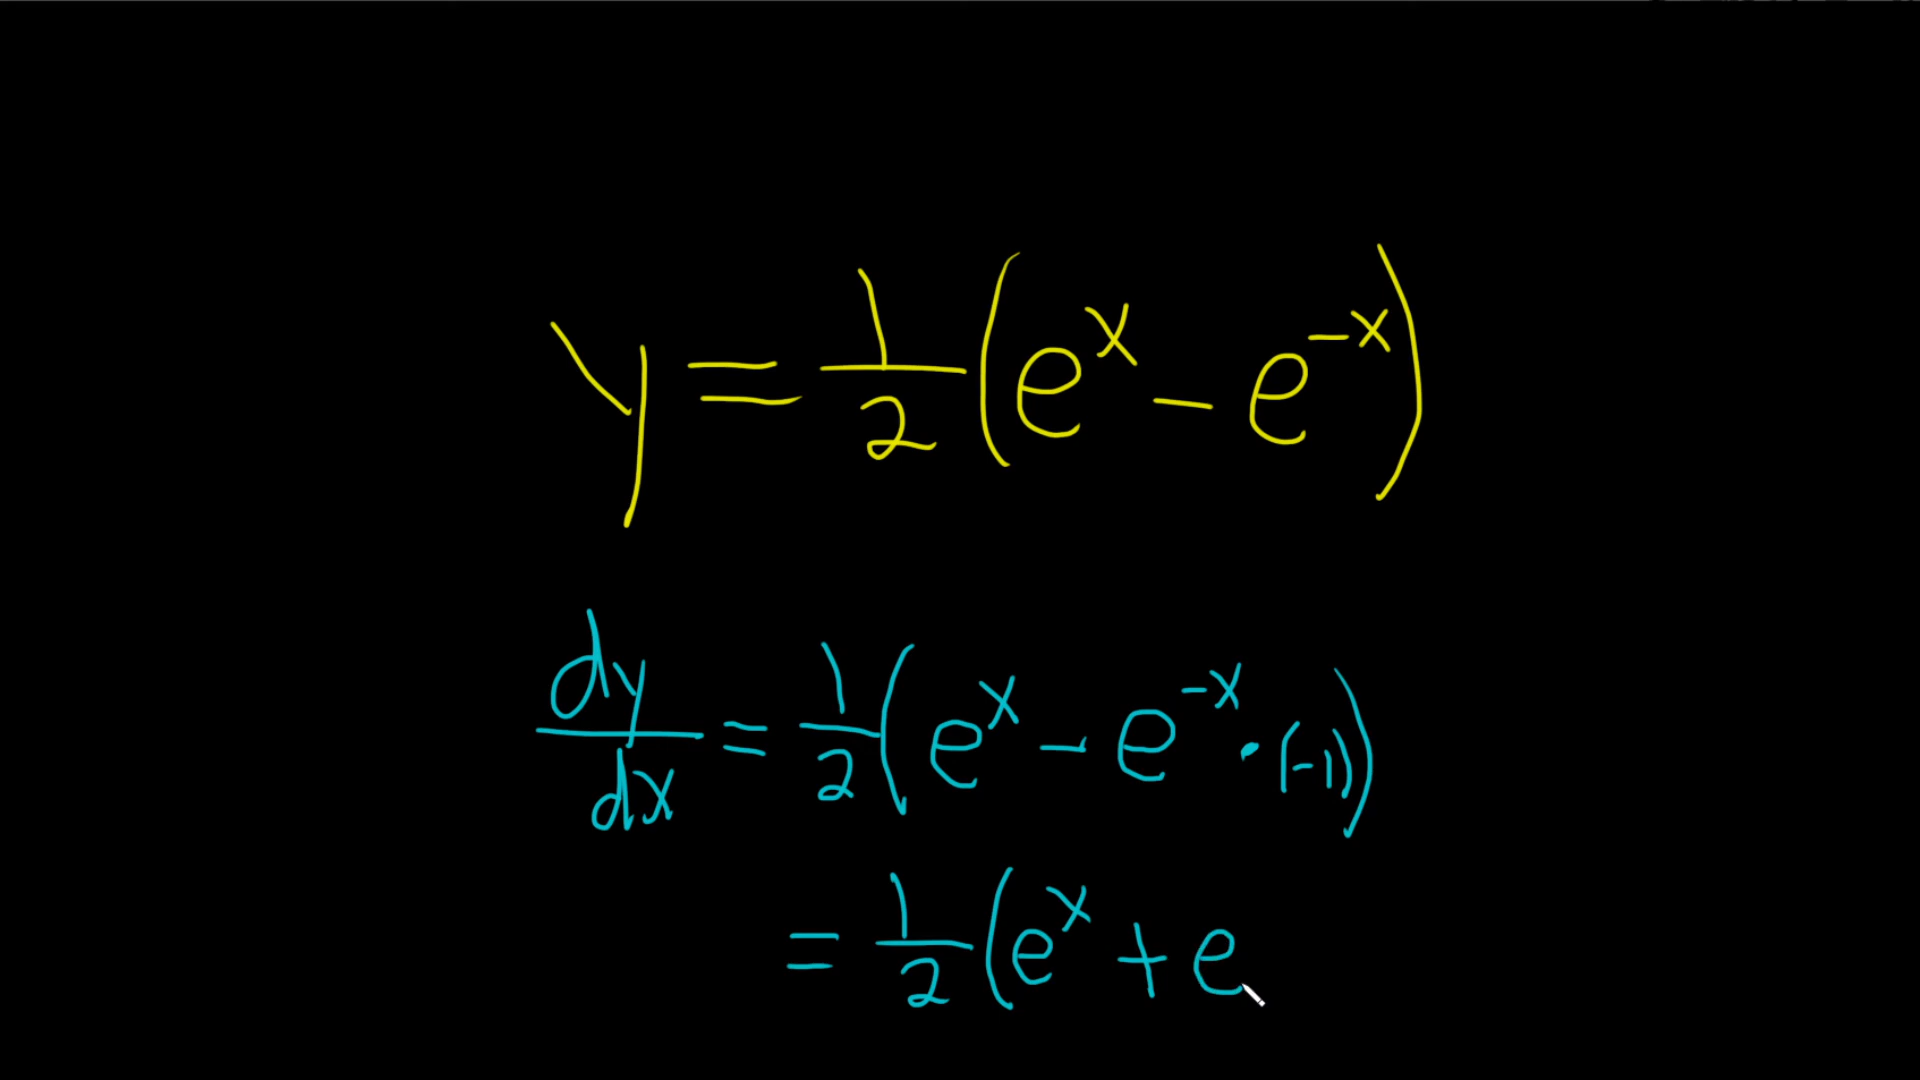 y = 1/2 (e^x - e^-x)
dy/dx = 1/2 (e^x - e^-x · (-1))
= 1/2 (e^x + e